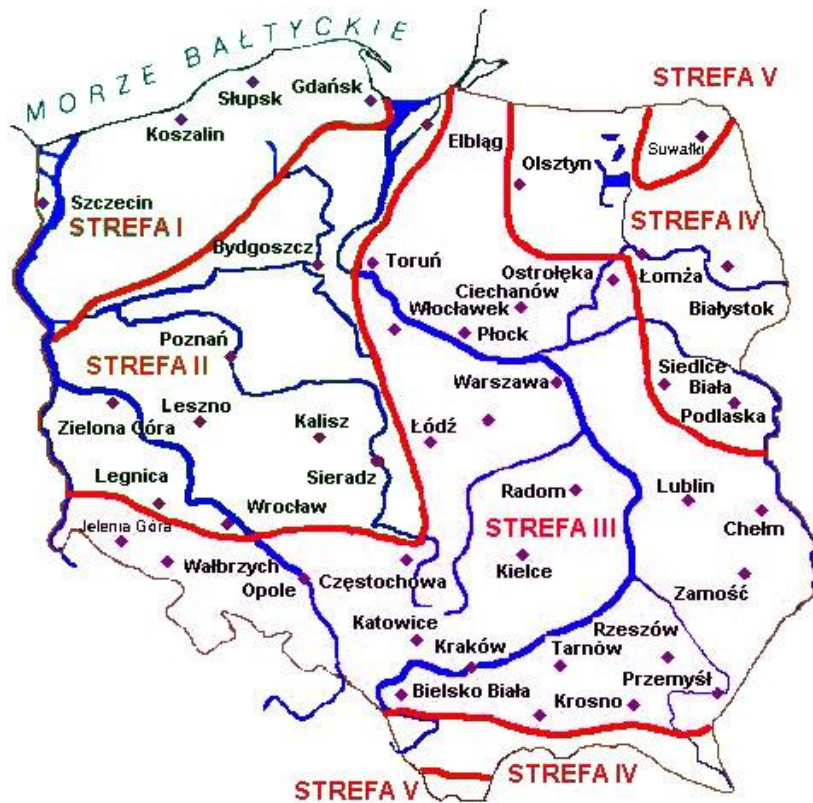 MORZE BAŁTYCKIE
STREFA V
Słupsk
Gdańsk
Koszalin
Elbląg
Suwałki
Olsztyn
Szczecin
STREFA I
STREFA IV
Bydgoszcz
Toruń
Ostrołęka
Łomża
Ciechanów
Włocławek
Białystok
Płock
Poznań
STREFA II
Siedlce
Warszawa
Biała
Podlaska
Leszno
Kalisz
Zielona Góra
Łódź
Sieradz
Legnica
Radom
Lublin
Wrocław
Chełm
Jelenia Góra
STREFA III
Wałbrzych
Częstochowa
Kielce
Opole
Zamość
Katowice
Rzeszów
Kraków
Tarnów
Przemyśl
Bielsko Biała
Krosno
STREFA V
STREFA IV